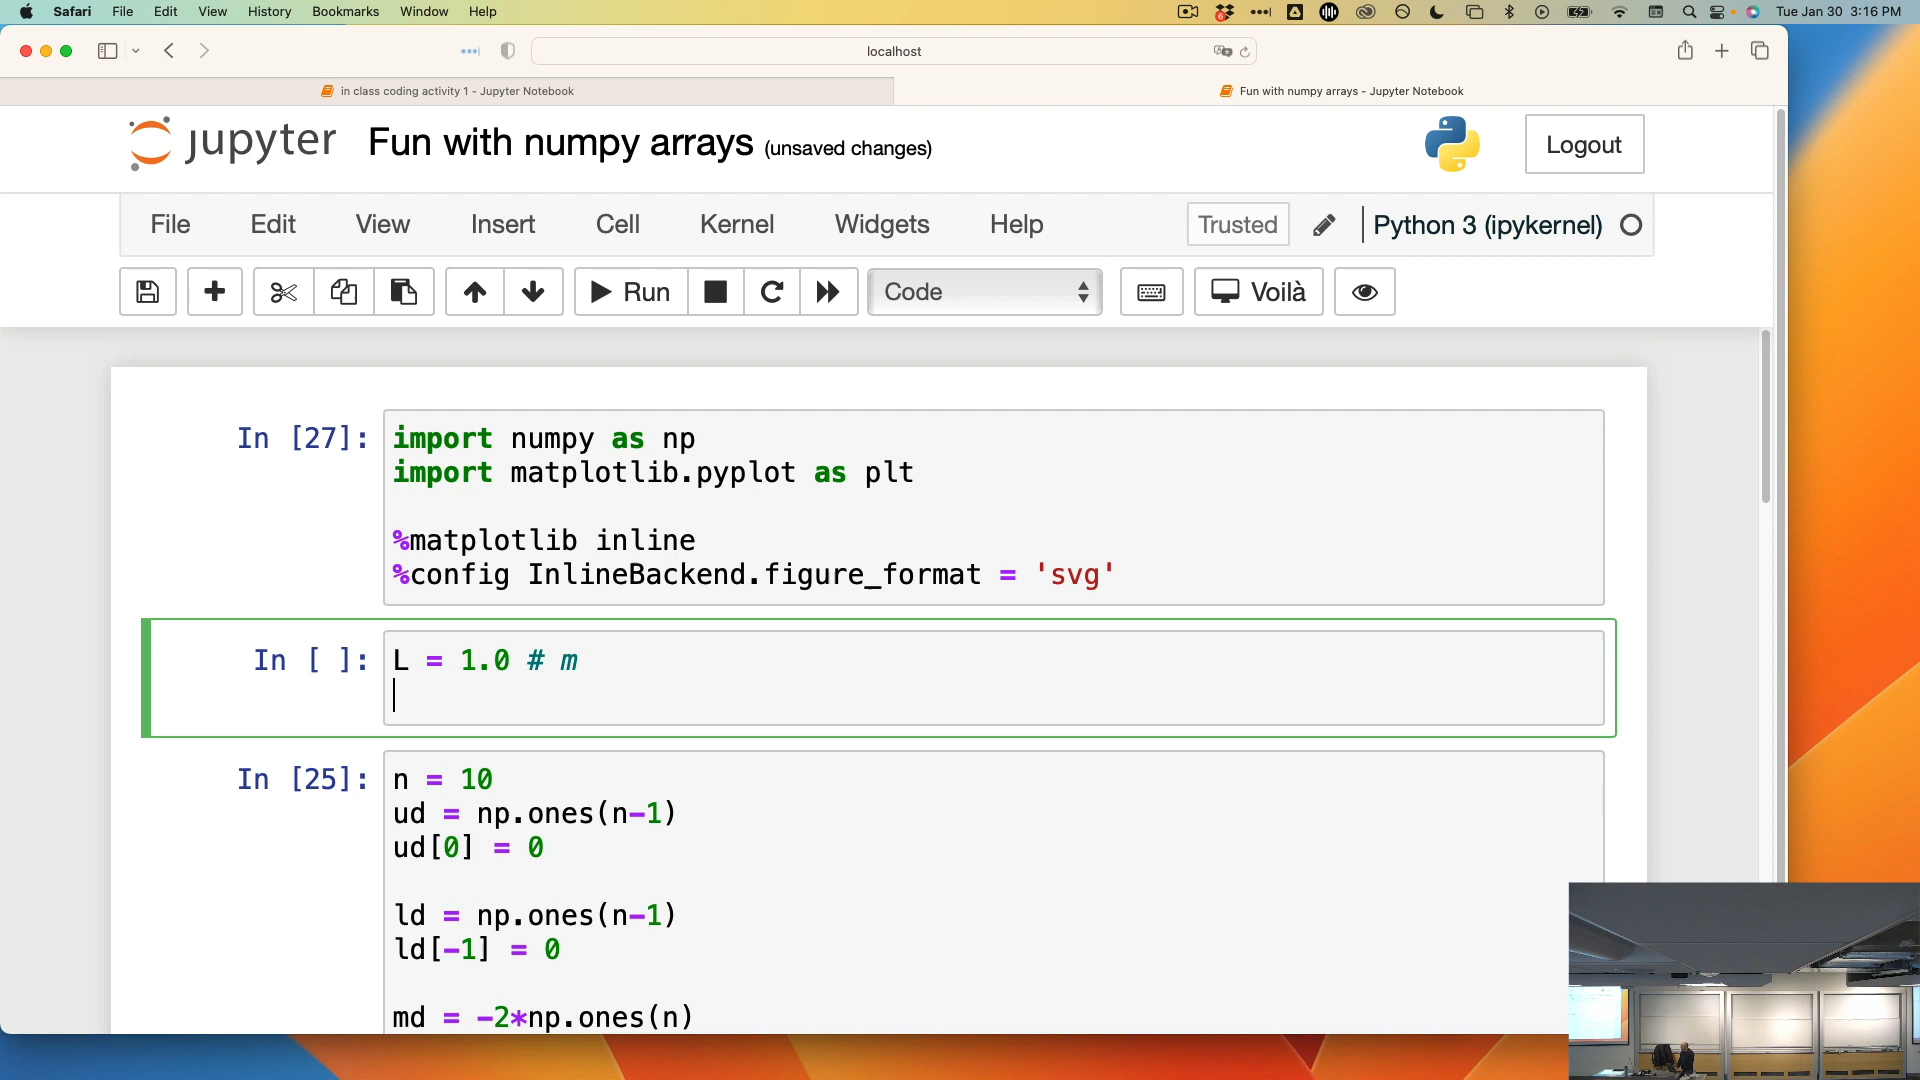 Safari File Edit View History Bookmarks Window Help
Tue Jan 30 3:16 PM
localhost
in class coding activity 1 - Jupyter Notebook
Fun with numpy arrays - Jupyter Notebook
jupyter Fun with numpy arrays (unsaved changes)
Logout
File Edit View Insert Cell Kernel Widgets Help
Trusted
Python 3 (ipykernel)
Run
Code
Voilà
In [27]:
import numpy as np
import matplotlib.pyplot as plt
%matplotlib inline
%config InlineBackend.figure_format = 'svg'
In [ ]:
L = 1.0 # m
In [25]:
n = 10
ud = np.ones(n-1)
ud[0] = 0
ld = np.ones(n-1)
ld[-1] = 0
md = -2*np.ones(n)